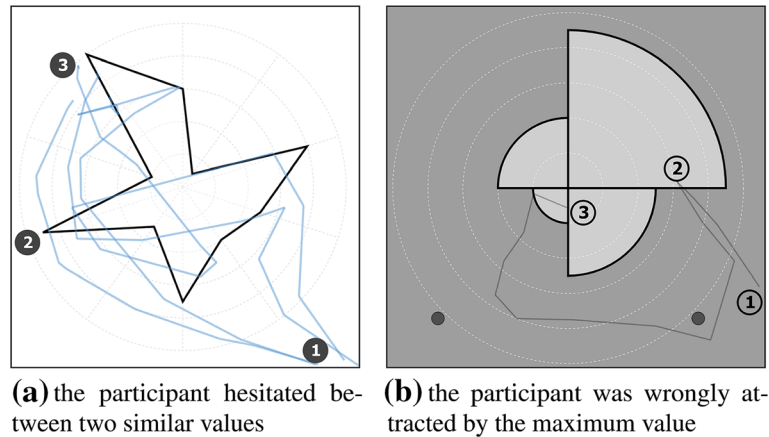 3
2
1
2
3
1
(a) the participant hesitated be-
tween two similar values
(b) the participant was wrongly at-
tracted by the maximum value